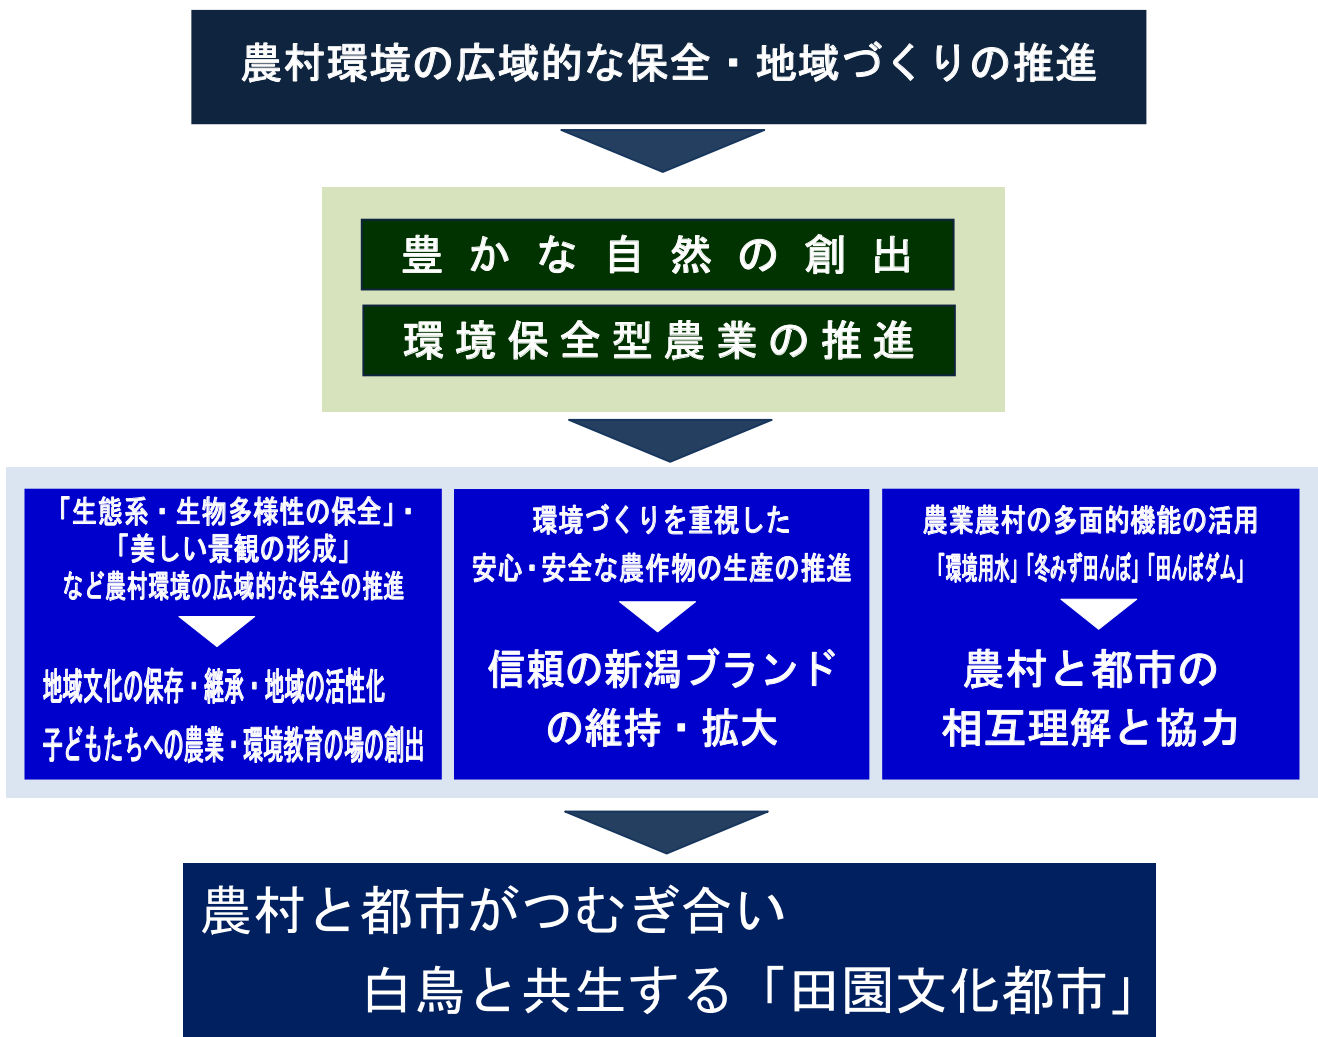 農村環境の広域的な保全・地域づくりの推進
豊かな自然の創出
環境保全型農業の推進
「生態系・生物多様性の保全」・
「美しい景観の形成」
など農村環境の広域的な保全の推進
地域文化の保存・継承・地域の活性化
子どもたちへの農業・環境教育の場の創出
環境づくりを重視した
安心・安全な農作物の生産の推進
信頼の新潟ブランド
の維持・拡大
農業農村の多面的機能の活用
「環境用水」「冬みず田んぼ」「田んぼダム」
農村と都市の
相互理解と協力
農村と都市がつむぎ合い
白鳥と共生する「田園文化都市」